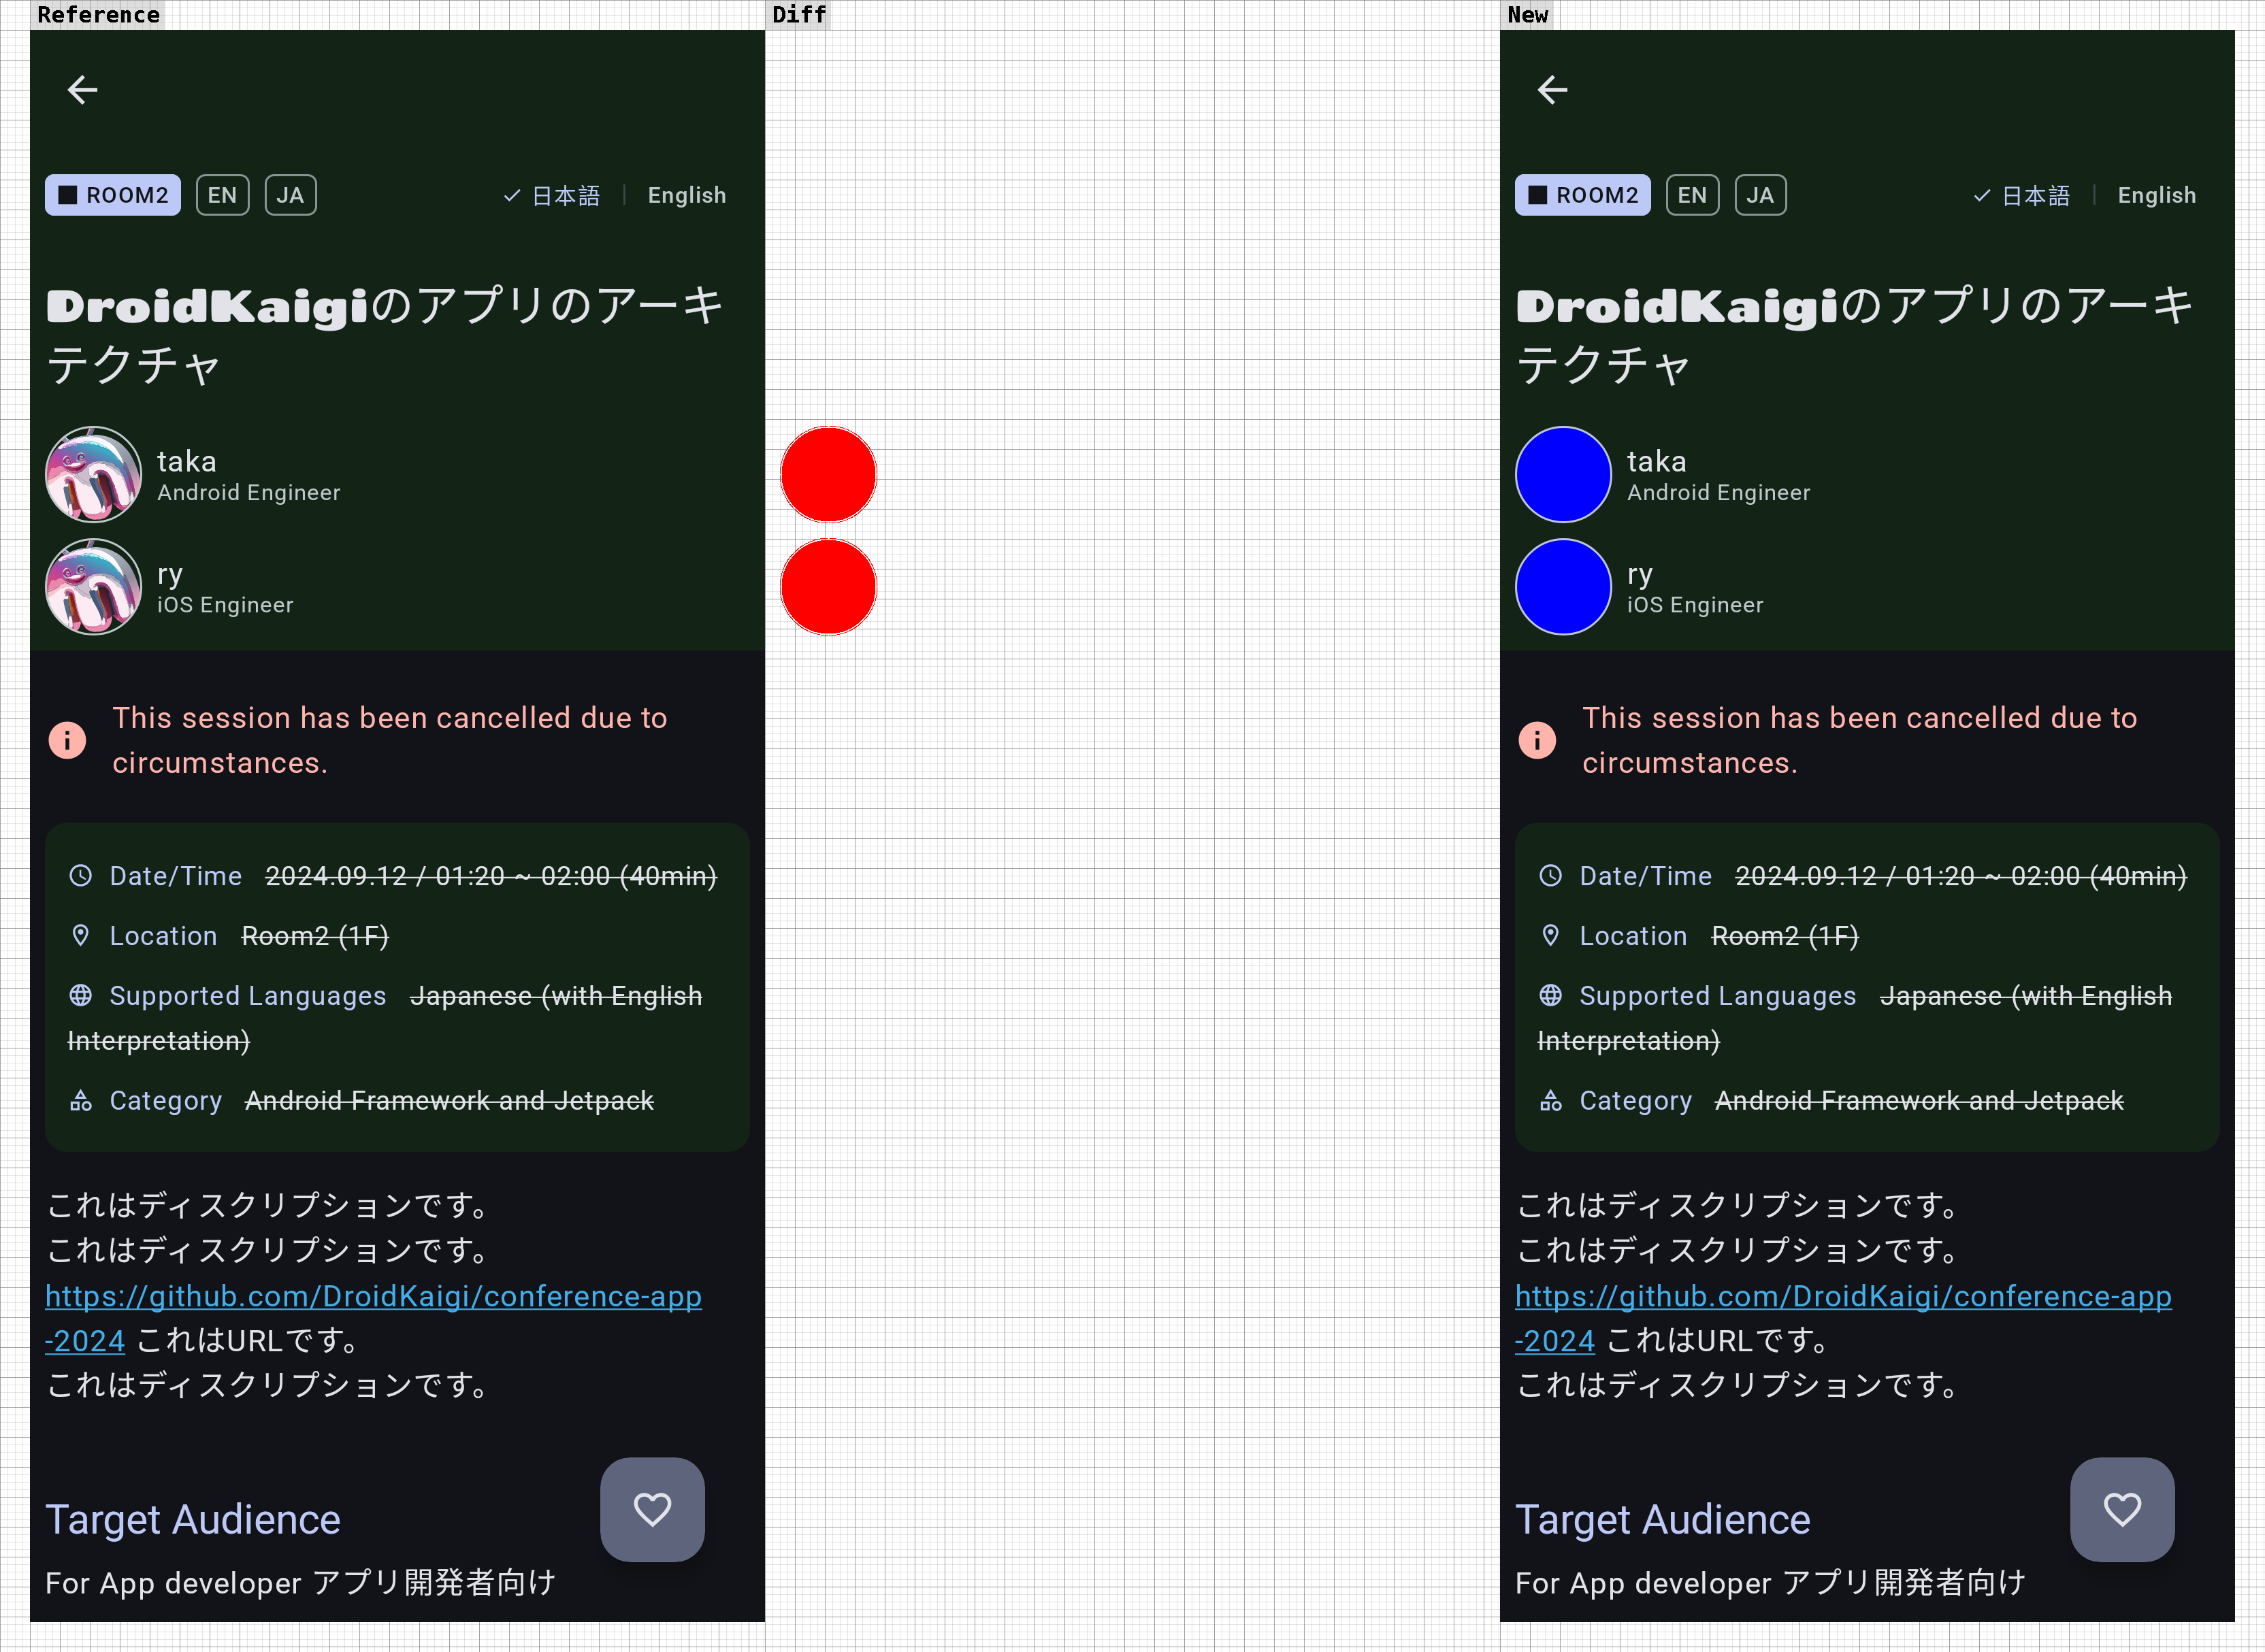 Reference
ROOM2 EN JA 日本語 | English
DroidKaigiのアプリのアーキ
テクチャ
taka
Android Engineer
ry
iOS Engineer
This session has been cancelled due to
circumstances.
Date/Time 2024.09.12 / 01:20 ~ 02:00 (40min)
Location Room2 (1F)
Supported Languages Japanese (with English
Interpretation)
Category Android Framework and Jetpack
これはディスクリプションです。
これはディスクリプションです。
https://github.com/DroidKaigi/conference-app
-2024 これはURLです。
これはディスクリプションです。
Target Audience
For App developer アプリ開発者向け
Diff
New
ROOM2 EN JA 日本語 | English
DroidKaigiのアプリのアーキ
テクチャ
taka
Android Engineer
ry
iOS Engineer
This session has been cancelled due to
circumstances.
Date/Time 2024.09.12 / 01:20 ~ 02:00 (40min)
Location Room2 (1F)
Supported Languages Japanese (with English
Interpretation)
Category Android Framework and Jetpack
これはディスクリプションです。
これはディスクリプションです。
https://github.com/DroidKaigi/conference-app
-2024 これはURLです。
これはディスクリプションです。
Target Audience
For App developer アプリ開発者向け